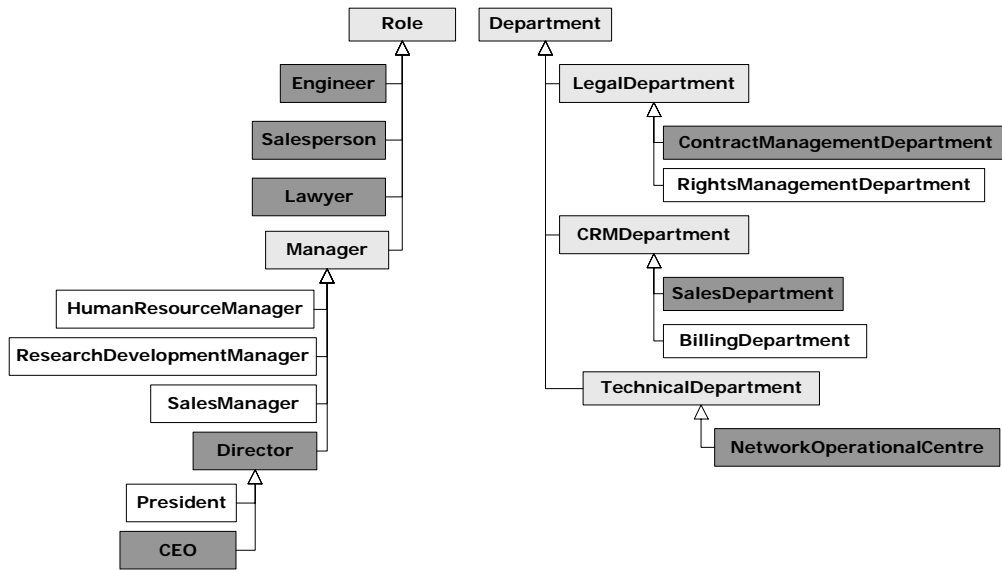 Role
Engineer
Salesperson
Lawyer
Manager
HumanResourceManager
ResearchDevelopmentManager
SalesManager
Director
President
CEO
Department
LegalDepartment
ContractManagementDepartment
RightsManagementDepartment
CRMDepartment
SalesDepartment
BillingDepartment
TechnicalDepartment
NetworkOperationalCentre